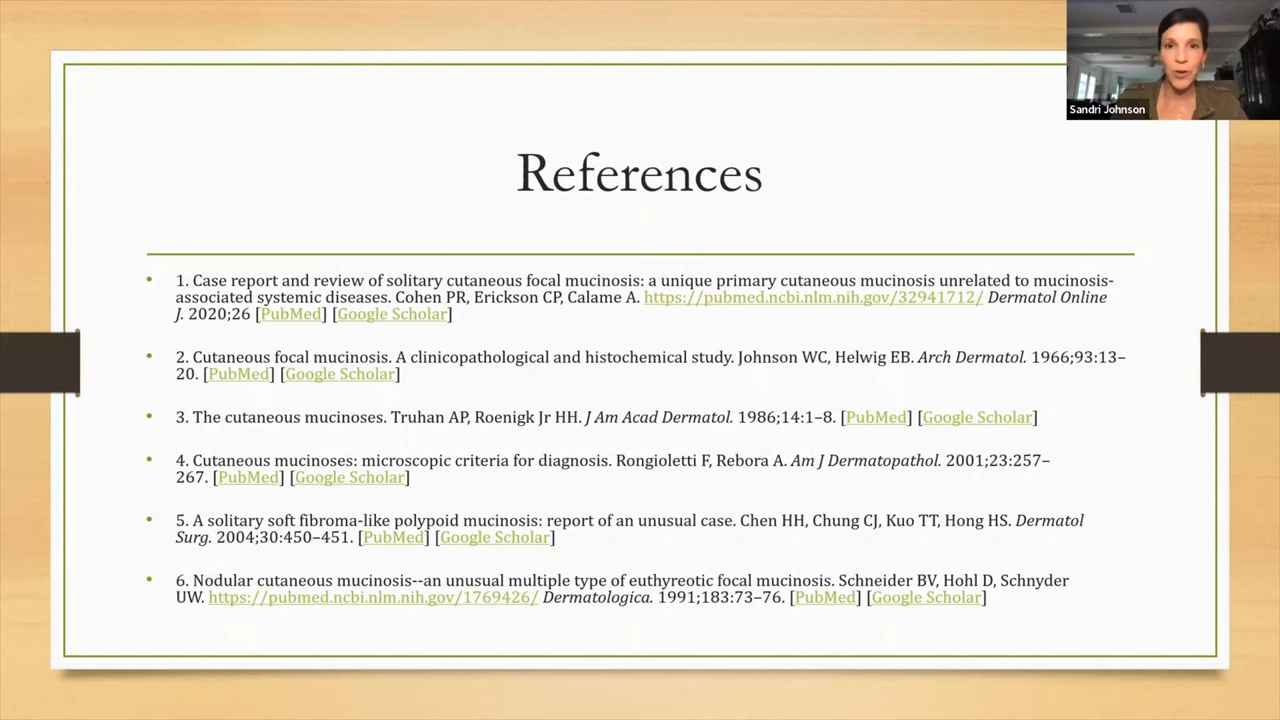 Sandri Johnson
References
• 1. Case report and review of solitary cutaneous focal mucinosis: a unique primary cutaneous mucinosis unrelated to mucinosis-
associated systemic diseases. Cohen PR, Erickson CP, Calame A. https://pubmed.ncbi.nlm.nih.gov/32941712/ Dermatol Online
J. 2020;26 [PubMed] [Google Scholar]
• 2. Cutaneous focal mucinosis. A clinicopathological and histochemical study. Johnson WC, Helwig EB. Arch Dermatol. 1966;93:13–
20. [PubMed] [Google Scholar]
• 3. The cutaneous mucinoses. Truhan AP, Roenigk Jr HH. J Am Acad Dermatol. 1986;14:1–8. [PubMed] [Google Scholar]
• 4. Cutaneous mucinoses: microscopic criteria for diagnosis. Rongioletti F, Rebora A. Am J Dermatopathol. 2001;23:257–
267. [PubMed] [Google Scholar]
• 5. A solitary soft fibroma-like polypoid mucinosis: report of an unusual case. Chen HH, Chung CJ, Kuo TT, Hong HS. Dermatol
Surg. 2004;30:450–451. [PubMed] [Google Scholar]
• 6. Nodular cutaneous mucinosis--an unusual multiple type of euthyreotic focal mucinosis. Schneider BV, Hohl D, Schnyder
UW. https://pubmed.ncbi.nlm.nih.gov/1769426/ Dermatologica. 1991;183:73–76. [PubMed] [Google Scholar]